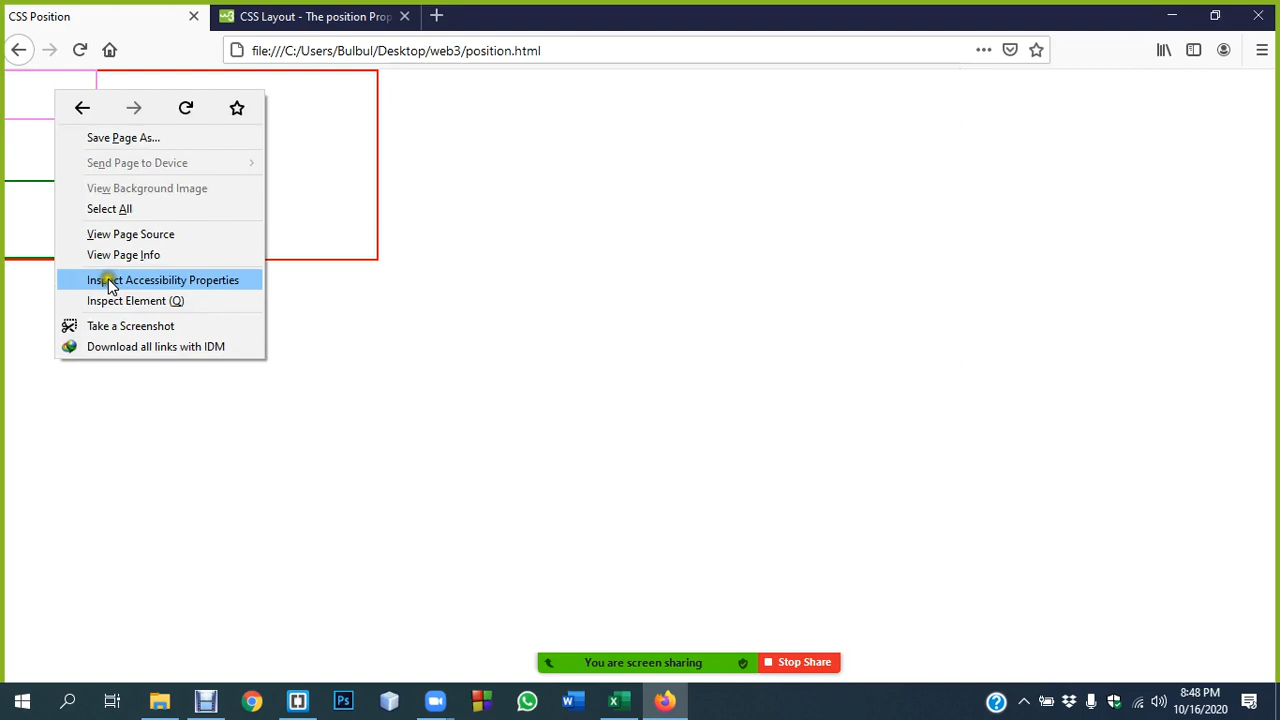 CSS Position
CSS Layout - The position Prop
file:///C:/Users/Bulbul/Desktop/web3/position.html
Save Page As...
Send Page to Device
View Background Image
Select All
View Page Source
View Page Info
Inspect Accessibility Properties
Inspect Element (Q)
Take a Screenshot
Download all links with IDM
You are screen sharing
Stop Share
8:48 PM
10/16/2020